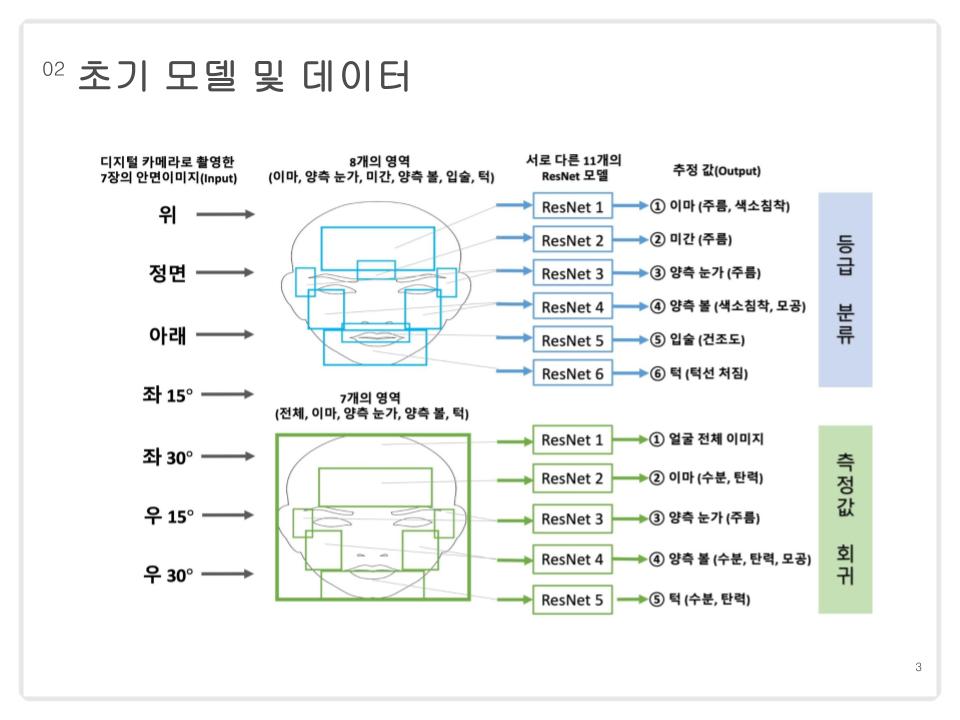 02 초기 모델 및 데이터
디지털 카메라로 촬영한
7장의 안면이미지(Input)
위
정면
아래
좌 15°
좌 30°
우 15°
우 30°
8개의 영역
(이마, 양측 눈가, 미간, 양측 볼, 입술, 턱)
7개의 영역
(전체, 이마, 양측 눈가, 양측 볼, 턱)
서로 다른 11개의
ResNet 모델
추정 값(Output)
ResNet 1 ① 이마 (주름, 색소침착)
ResNet 2 ② 미간 (주름)
ResNet 3 ③ 양측 눈가 (주름)
ResNet 4 ④ 양측 볼 (색소침착, 모공)
ResNet 5 ⑤ 입술 (건조도)
ResNet 6 ⑥ 턱 (턱선 처짐)
등급 분류
ResNet 1 ① 얼굴 전체 이미지
ResNet 2 ② 이마 (수분, 탄력)
ResNet 3 ③ 양측 눈가 (주름)
ResNet 4 ④ 양측 볼 (수분, 탄력, 모공)
ResNet 5 ⑤ 턱 (수분, 탄력)
측정값 회귀
3